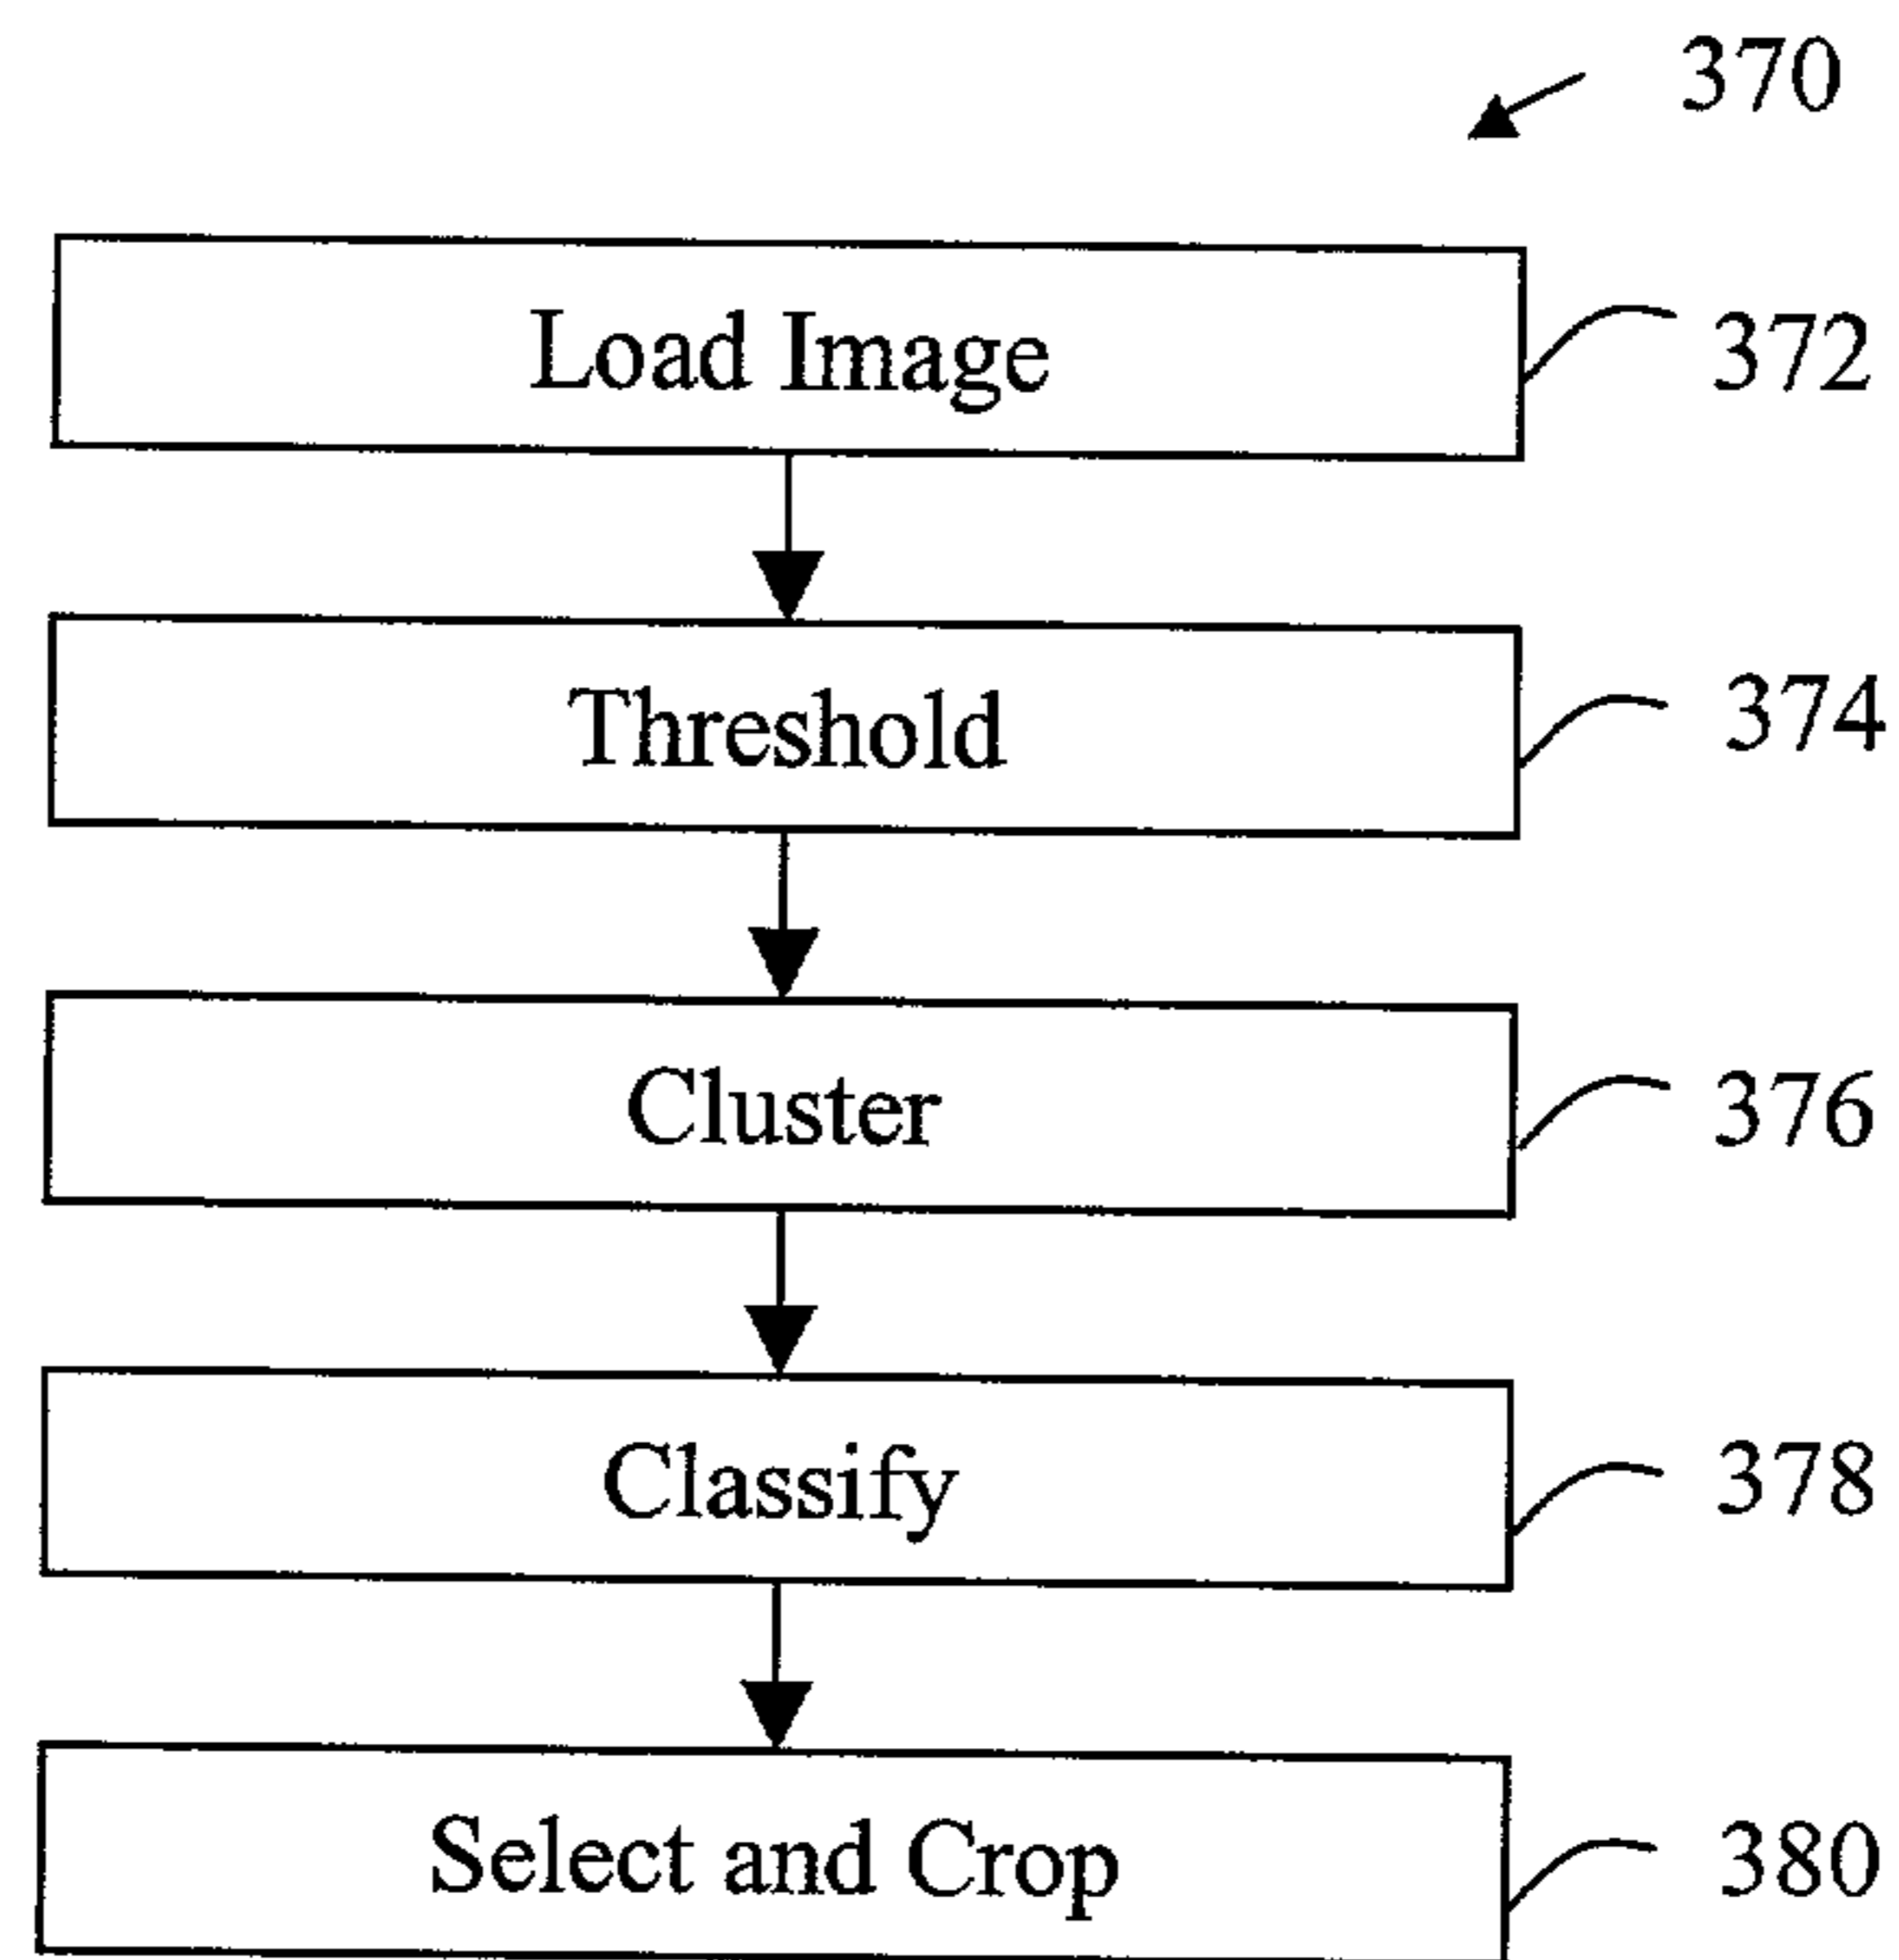 370
Load Image
372
Threshold
374
Cluster
376
Classify
378
Select and Crop
380